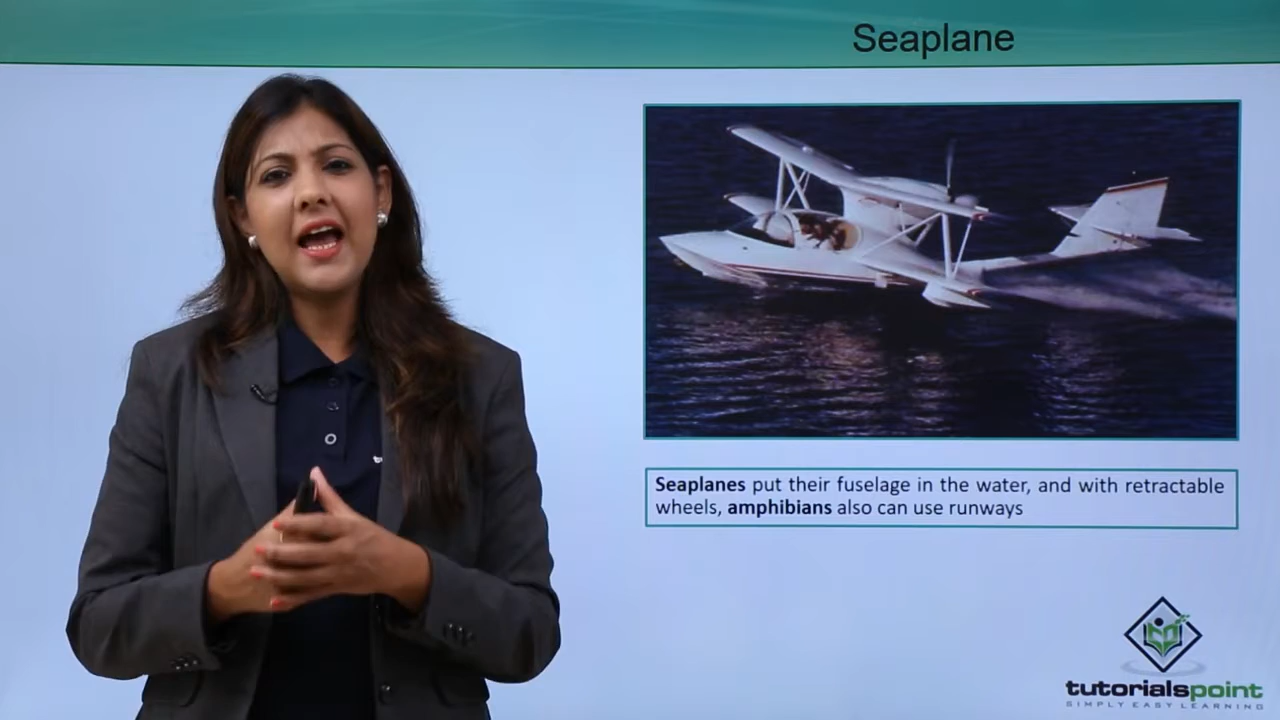 Seaplane
Seaplanes put their fuselage in the water, and with retractable
wheels, amphibians also can use runways
tutorialspoint
SIMPLY EASY LEARNING